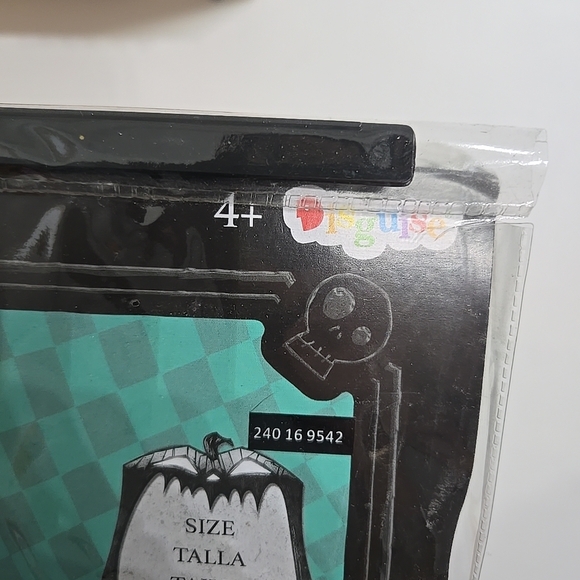 4+ Disguise
240 16 9542
SIZE
TALLA